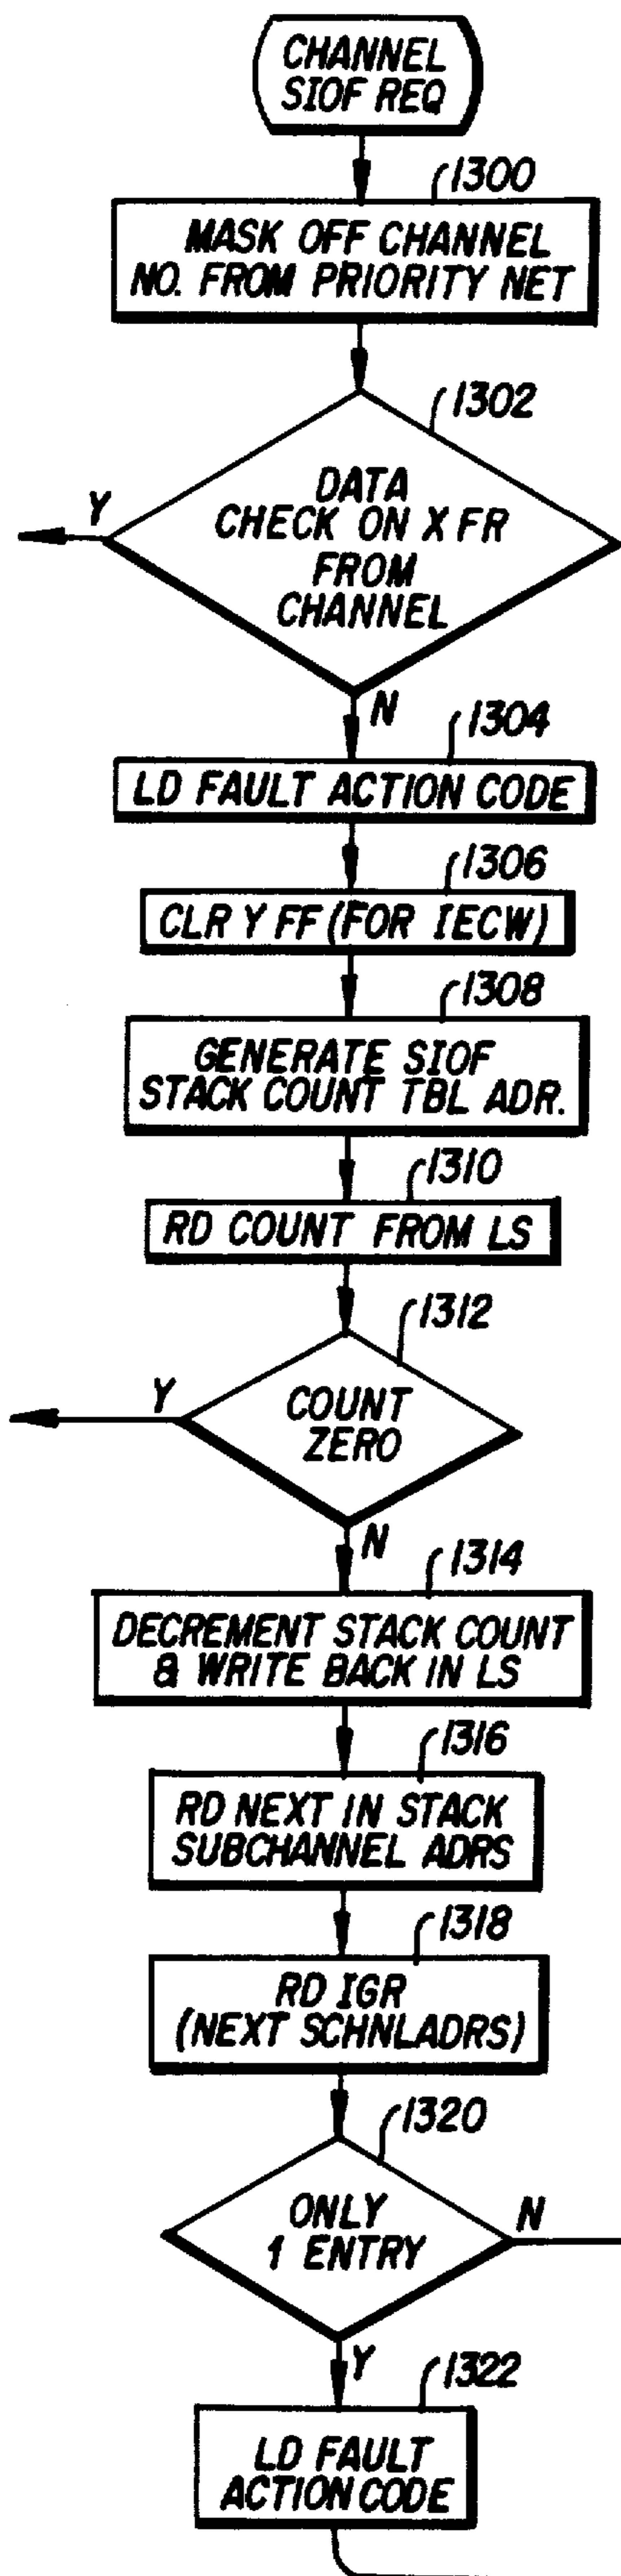 CHANNEL
SIOF REQ
1300
MASK OFF CHANNEL
NO. FROM PRIORITY NET
1302
DATA
CHECK ON X FR
FROM
CHANNEL
Y
N
1304
LD FAULT ACTION CODE
1306
CLR Y FF (FOR IECW)
1308
GENERATE SIOF
STACK COUNT TBL ADR.
1310
RD COUNT FROM LS
1312
COUNT
ZERO
Y
N
1314
DECREMENT STACK COUNT
& WRITE BACK IN LS
1316
RD NEXT IN STACK
SUBCHANNEL ADRS
1318
RD IGR
(NEXT SCHNLADRS)
1320
ONLY
1 ENTRY
N
Y
1322
LD FAULT
ACTION CODE